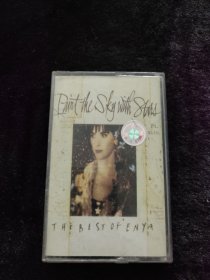 Paint the Sky with Stars
THE BEST OF ENYA